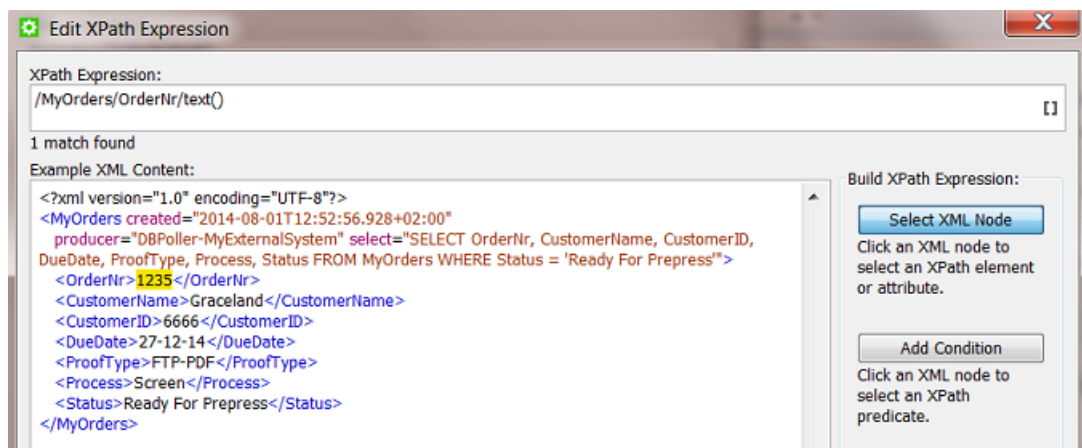 Edit XPath Expression
X
XPath Expression:
/MyOrders/OrderNr/text()
[]
1 match found
Example XML Content:
<?xml version="1.0" encoding="UTF-8"?>
<MyOrders created="2014-08-01T12:52:56.928+02:00"
producer="DBPoller-MyExternalSystem" select="SELECT OrderNr, CustomerName, CustomerID,
DueDate, ProofType, Process, Status FROM MyOrders WHERE Status = 'Ready For Prepress'">
<OrderNr>1235</OrderNr>
<CustomerName>Graceland</CustomerName>
<CustomerID>6666</CustomerID>
<DueDate>27-12-14</DueDate>
<ProofType>FTP-PDF</ProofType>
<Process>Screen</Process>
<Status>Ready For Prepress</Status>
</MyOrders>
Build XPath Expression:
Select XML Node
Click an XML node to
select an XPath element
or attribute.
Add Condition
Click an XML node to
select an XPath
predicate.